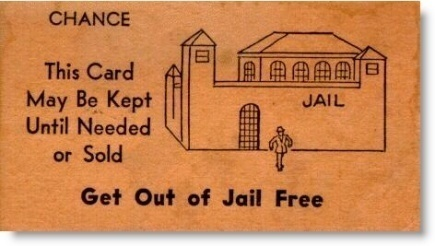 CHANCE
This Card
May Be Kept
Until Needed
or Sold
JAIL
Get Out of Jail Free